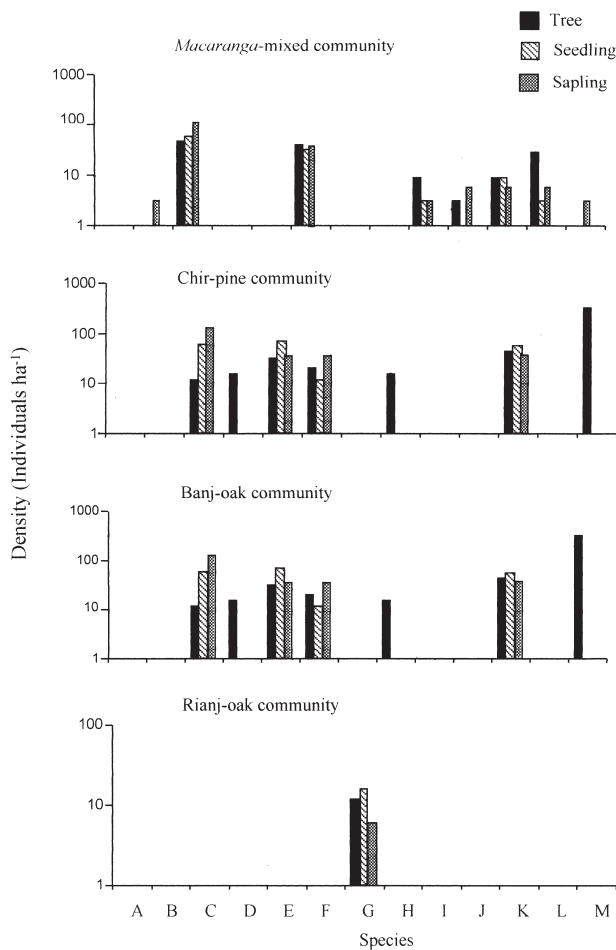 Tree
Seedling
Sapling
Macaranga-mixed community
1000
100
10
1
Chir-pine community
1000
100
10
1
Density (Individuals ha-1)
Banj-oak community
1000
100
10
1
Rianj-oak community
100
10
1
A B C D E F G H I J K L M
Species